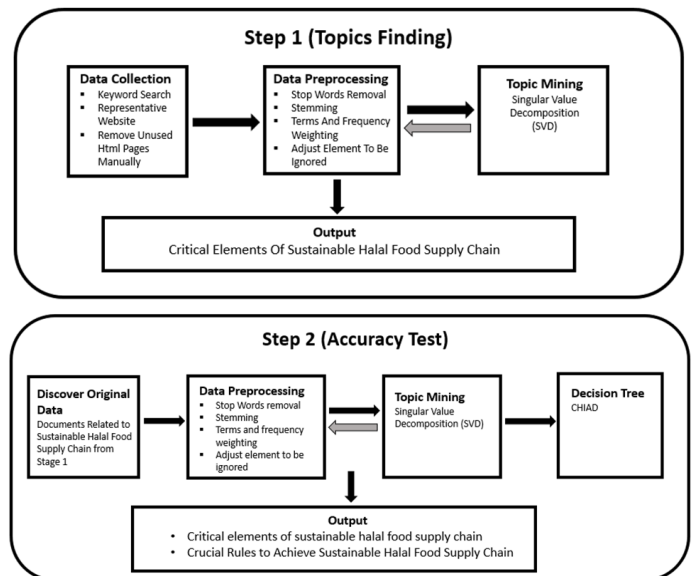 Step 1 (Topics Finding)
Data Collection
▪ Keyword Search
▪ Representative
Website
▪ Remove Unused
Html Pages
Manually
Data Preprocessing
▪ Stop Words Removal
▪ Stemming
▪ Terms And Frequency
Weighting
▪ Adjust Element To Be
Ignored
Topic Mining
Singular Value
Decomposition
(SVD)
Output
Critical Elements Of Sustainable Halal Food Supply Chain
Step 2 (Accuracy Test)
Discover Original
Data
Documents Related to
Sustainable Halal Food
Supply Chain from
Stage 1
Data Preprocessing
▪ Stop Words removal
▪ Stemming
▪ Terms and frequency
weighting
▪ Adjust element to be
ignored
Topic Mining
Singular Value
Decomposition (SVD)
Decision Tree
CHIAD
Output
• Critical elements of sustainable halal food supply chain
• Crucial Rules to Achieve Sustainable Halal Food Supply Chain